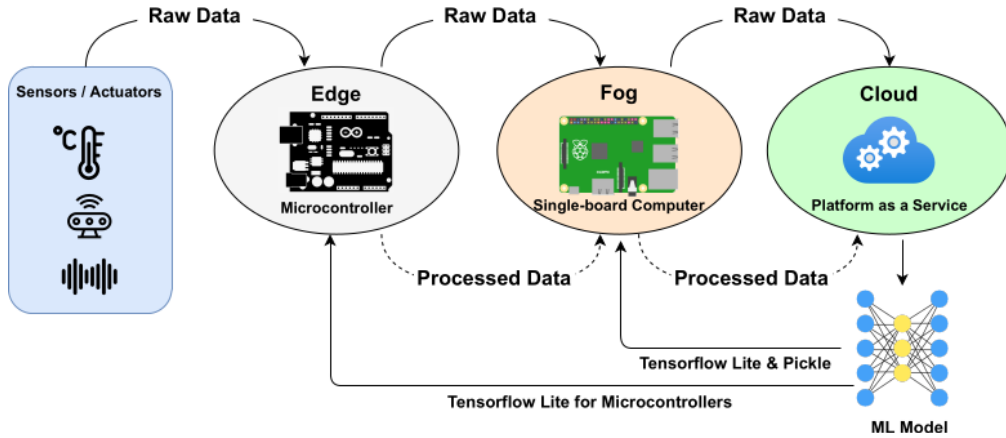 Raw Data
Raw Data
Raw Data
Sensors / Actuators
°C
Edge
Microcontroller
Fog
Single-board Computer
Cloud
Platform as a Service
Processed Data
Processed Data
Tensorflow Lite & Pickle
Tensorflow Lite for Microcontrollers
ML Model